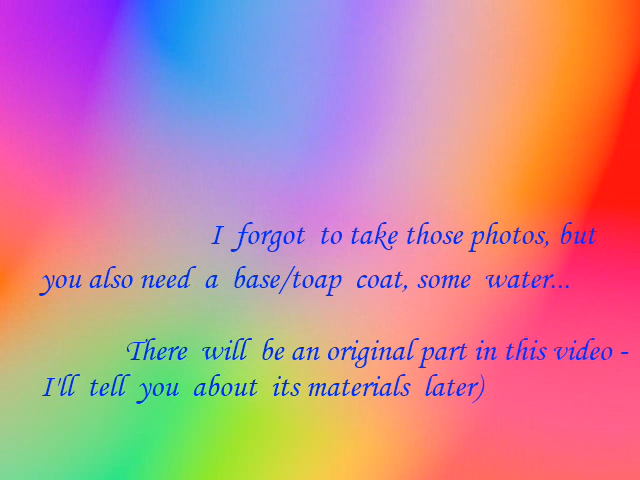 I forgot to take those photos, but
you also need a base/toap coat, some water...
There will be an original part in this video -
I'll tell you about its materials later)